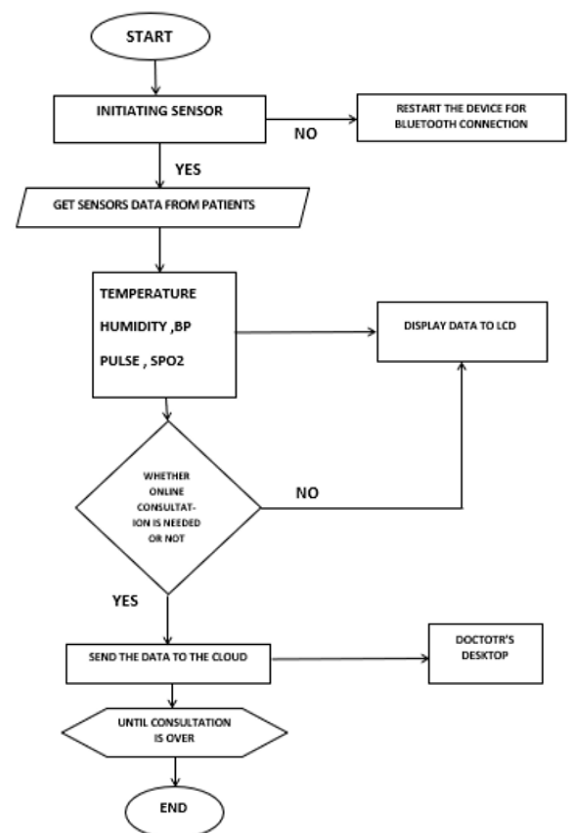 START
INITIATING SENSOR
NO
RESTART THE DEVICE FOR
BLUETOOTH CONNECTION
YES
GET SENSORS DATA FROM PATIENTS
TEMPERATURE
HUMIDITY ,BP
PULSE , SPO2
DISPLAY DATA TO LCD
WHETHER
ONLINE
CONSULTAT-
ION IS NEEDED
OR NOT
NO
YES
SEND THE DATA TO THE CLOUD
DOCTOTR'S
DESKTOP
UNTIL CONSULTATION
IS OVER
END